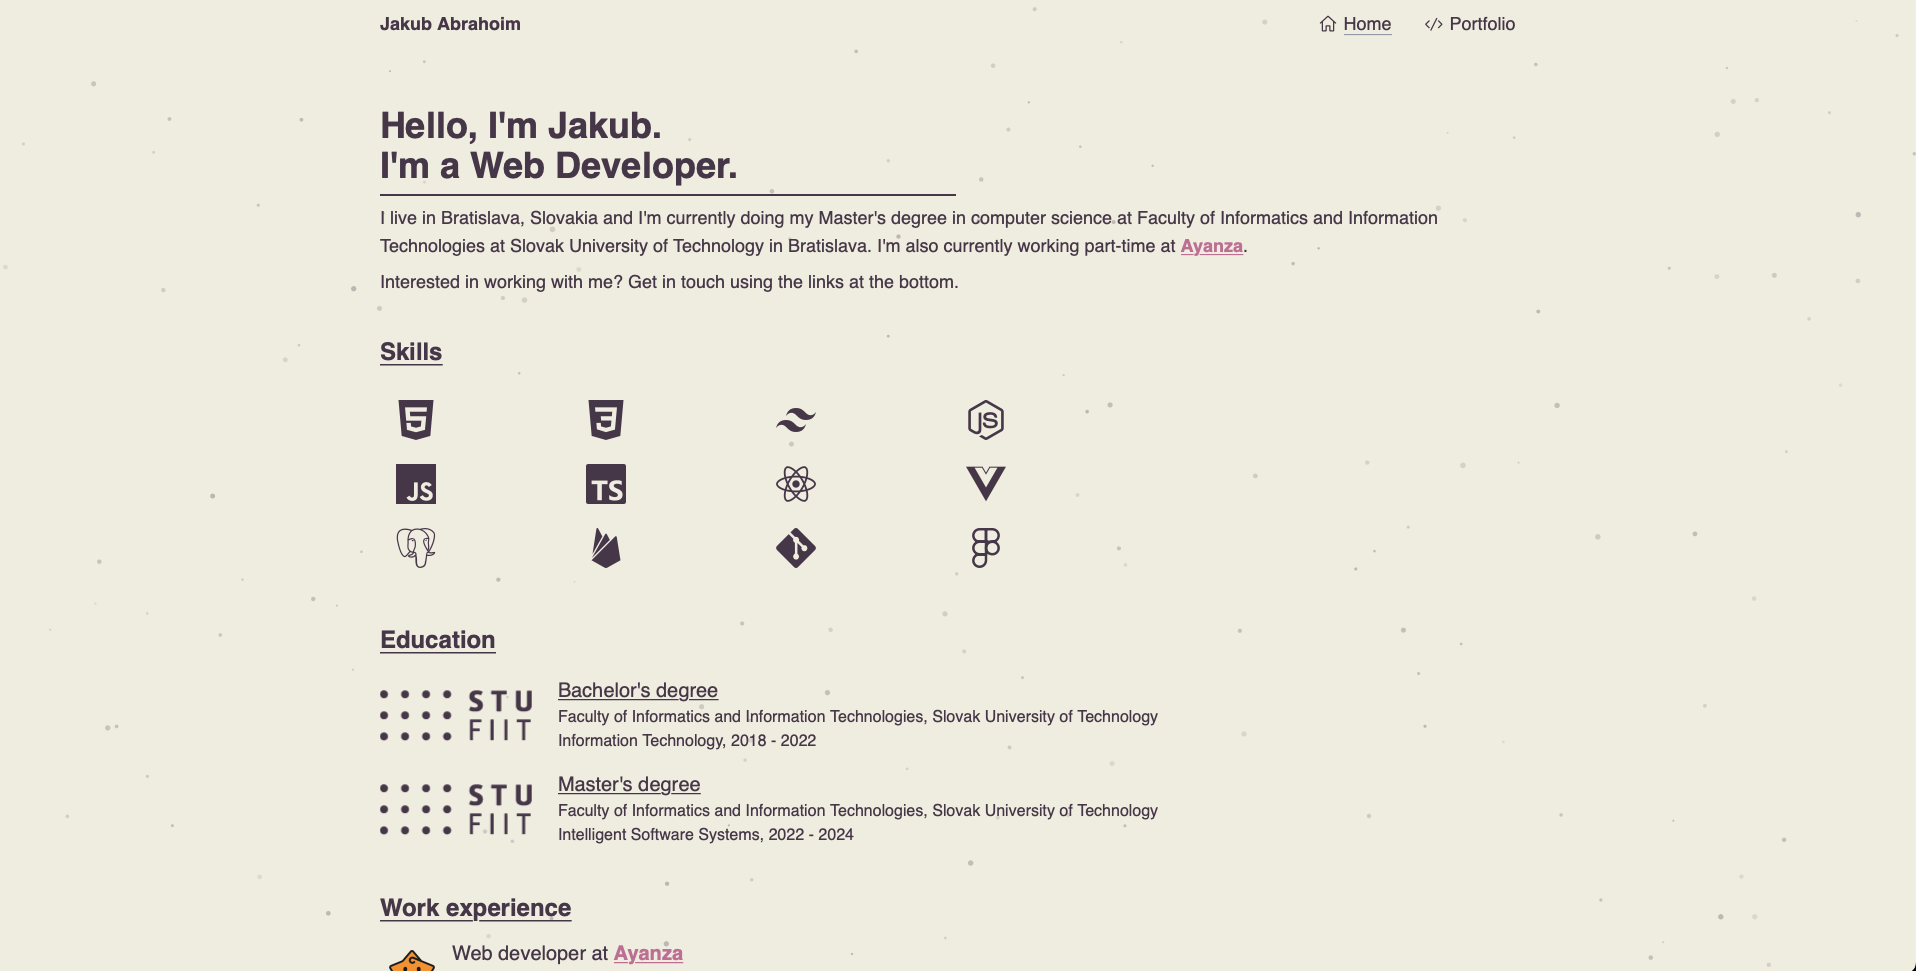 Jakub Abrahoim
Home
Portfolio
Hello, I'm Jakub.
I'm a Web Developer.
I live in Bratislava, Slovakia and I'm currently doing my Master's degree in computer science at Faculty of Informatics and Information
Technologies at Slovak University of Technology in Bratislava. I'm also currently working part-time at Ayanza.
Interested in working with me? Get in touch using the links at the bottom.
Skills
JS
JS
TS
Education
STU
FIIT
Bachelor's degree
Faculty of Informatics and Information Technologies, Slovak University of Technology
Information Technology, 2018 - 2022
STU
FIIT
Master's degree
Faculty of Informatics and Information Technologies, Slovak University of Technology
Intelligent Software Systems, 2022 - 2024
Work experience
Web developer at Ayanza